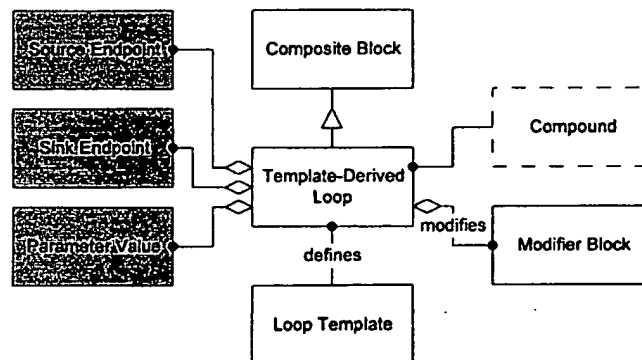 Source Endpoint
Composite Block
Compound
Sink Endpoint
Template-Derived
Loop
modifies
Parameter Value
Modifier Block
defines
Loop Template